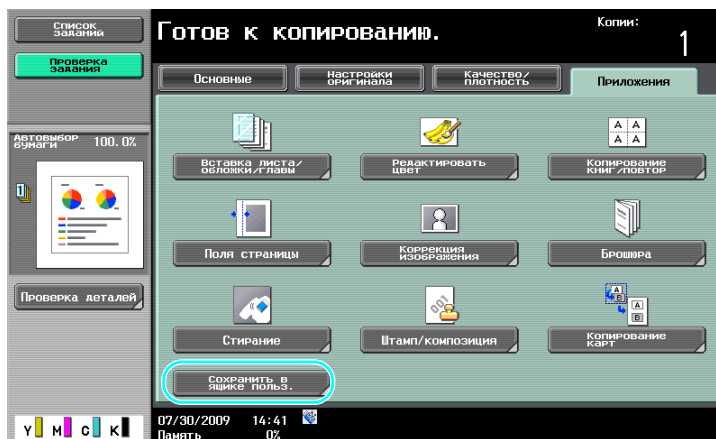 Список
заданий
Готов к копированию.
Копии:
1
Проверка
задания
Основные
Настройки
оригинала
Качество/
плотность
Приложения
Автовыбор
бумаги
100.0%
1
Вставка листа/
обложки/главы
Редактировать
цвет
A A
A A
Копирование
книг/повтор
Поля страницы
Коррекция
изображения
Брошюра
Проверка деталей
Стирание
001
Штамп/композиция
A
B
A
B
Копирование
карт
Сохранить в
ящике польз.
Y M C K
07/30/2009 14:41
Память 0%